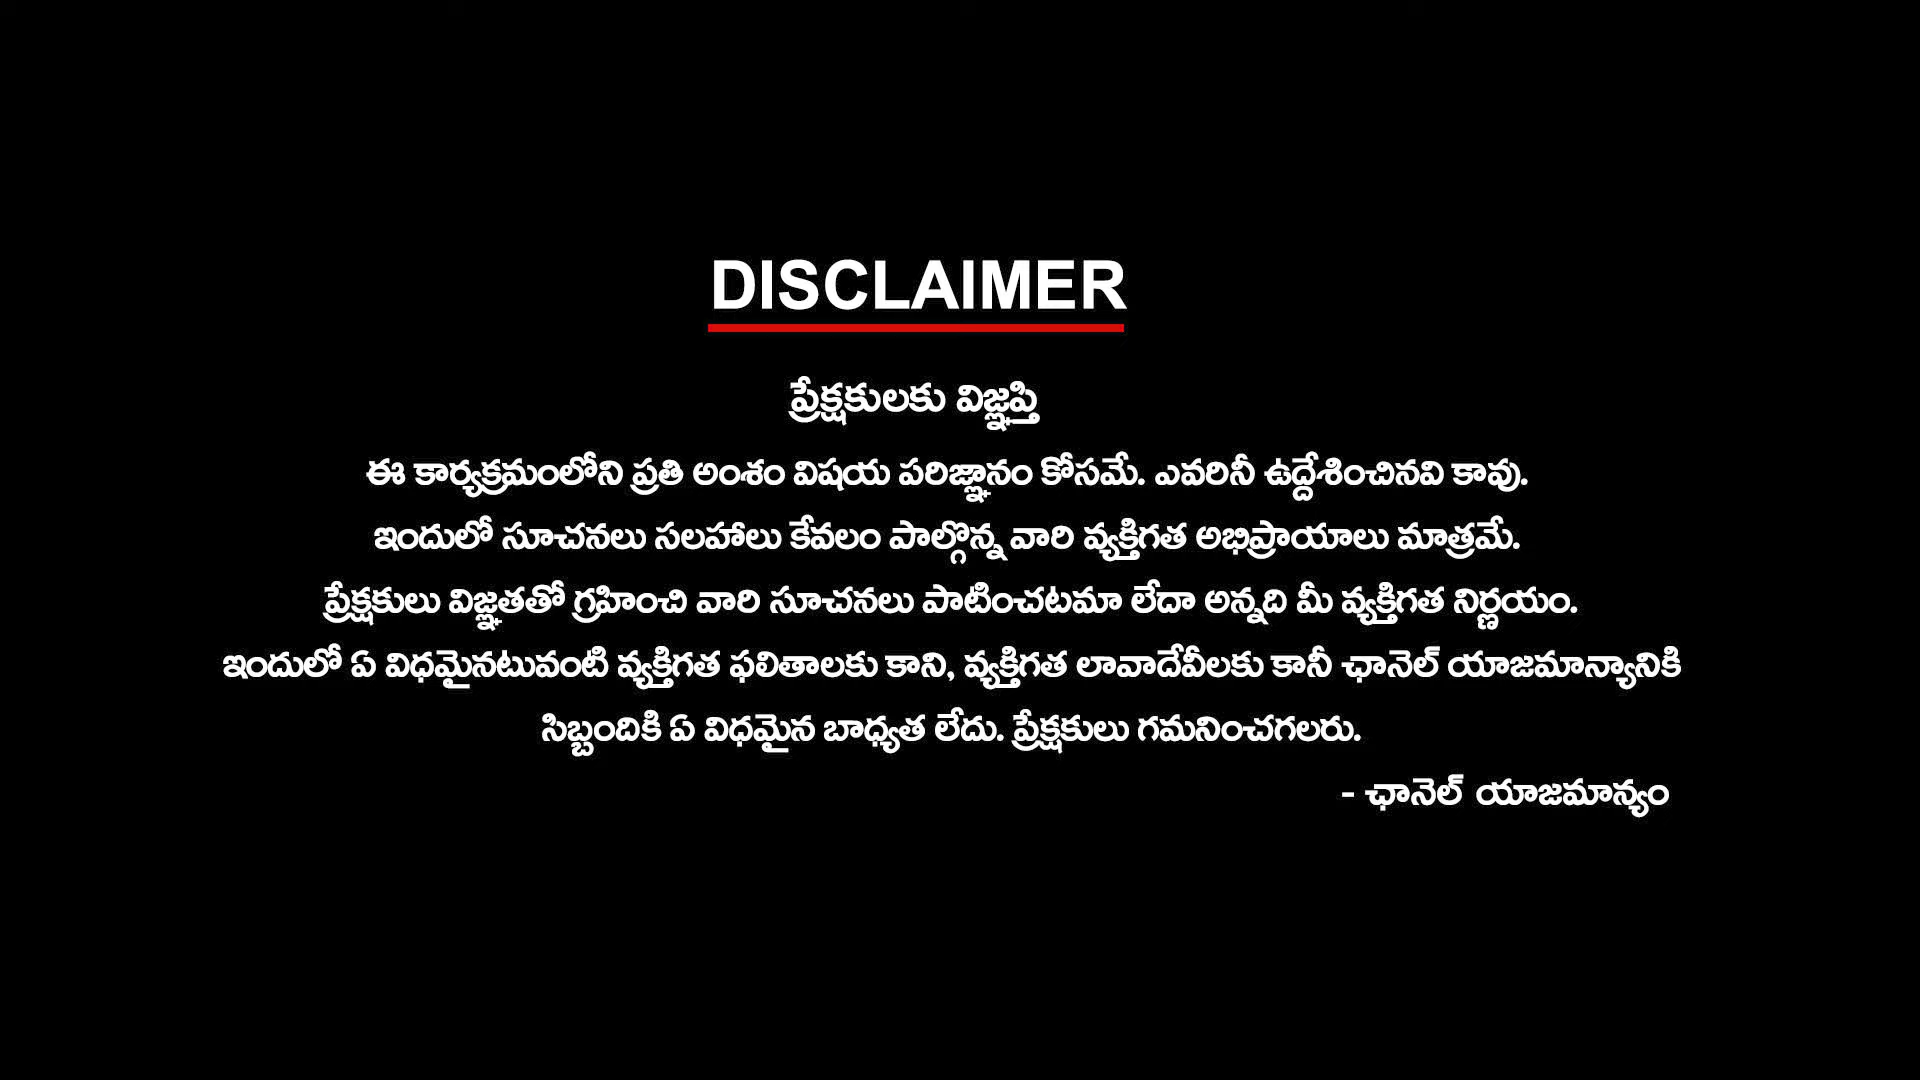 DISCLAIMER
ప్రేక్షకులకు విజ్ఞప్తి
ఈ కార్యక్రమంలోని ప్రతి అంశం విషయ పరిజ్ఞానం కోసమే. ఎవరినీ ఉద్దేశించినవి కావు.
ఇందులో సూచనలు సలహాలు కేవలం పాల్గొన్న వారి వ్యక్తిగత అభిప్రాయాలు మాత్రమే.
ప్రేక్షకులు విజ్ఞతతో గ్రహించి వారి సూచనలు పాటించటమా లేదా అన్నది మీ వ్యక్తిగత నిర్ణయం.
ఇందులో ఏ విధమైనటువంటి వ్యక్తిగత ఫలితాలకు కాని, వ్యక్తిగత లావాదేవీలకు కానీ ఛానెల్ యాజమాన్యానికి
సిబ్బందికి ఏ విధమైన బాధ్యత లేదు. ప్రేక్షకులు గమనించగలరు.
- ఛానెల్ యాజమాన్యం